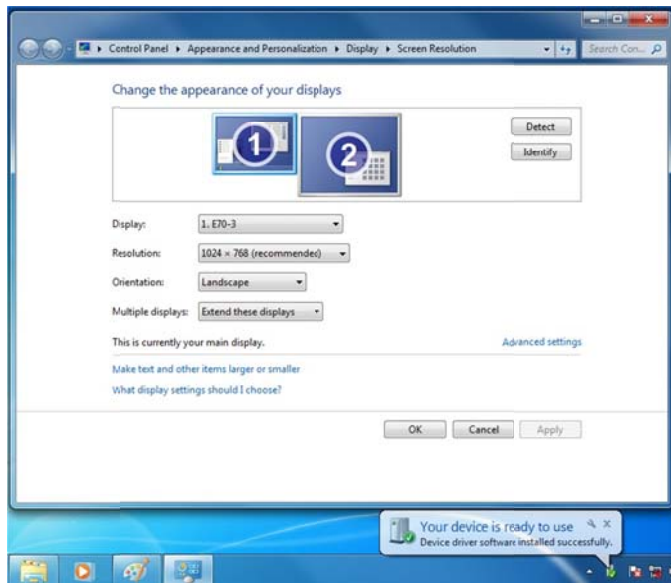 Control Panel ▸ Appearance and Personalization ▸ Display ▸ Screen Resolution
Search Con...
Change the appearance of your displays
1
2
Detect
Identify
Display: 1. E70-3
Resolution: 1024 × 768 (recommended)
Orientation: Landscape
Multiple displays: Extend these displays
This is currently your main display.
Advanced settings
Make text and other items larger or smaller
What display settings should I choose?
OK
Cancel
Apply
Your device is ready to use
Device driver software installed successfully.